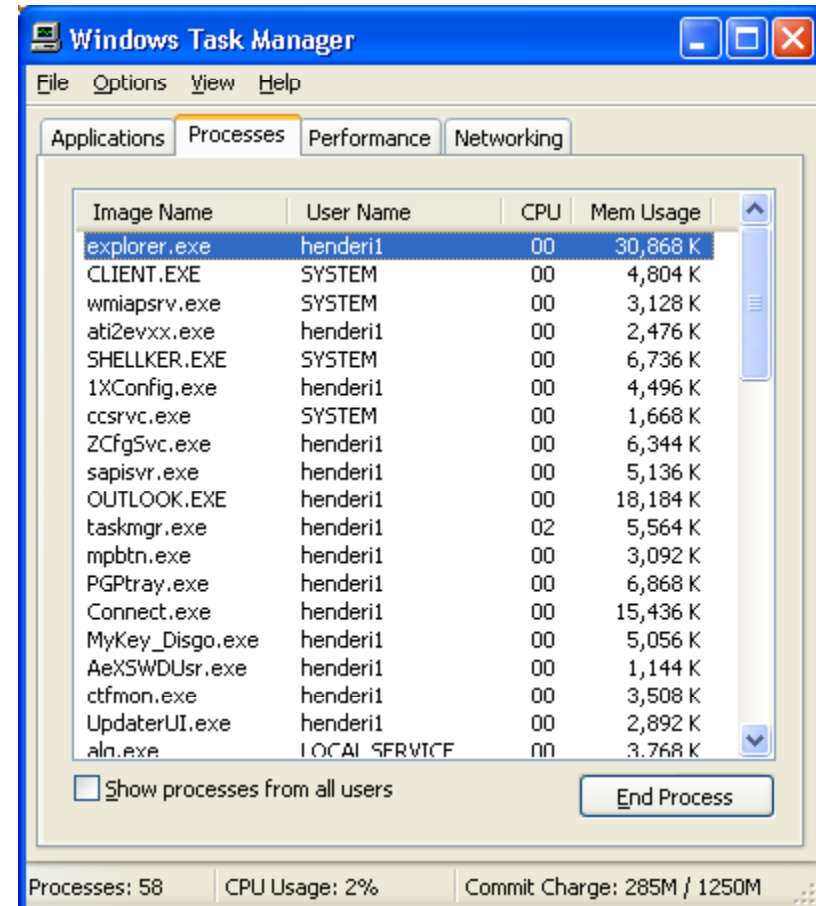 Windows Task Manager
File Options View Help
Applications Processes Performance Networking
Image Name User Name CPU Mem Usage
explorer.exe henderi1 00 30,868 K
CLIENT.EXE SYSTEM 00 4,804 K
wmiapsrv.exe SYSTEM 00 3,128 K
ati2evxx.exe henderi1 00 2,476 K
SHELLKER.EXE SYSTEM 00 6,736 K
1XConfig.exe henderi1 00 4,496 K
ccsrvc.exe SYSTEM 00 1,668 K
ZCfgSvc.exe henderi1 00 6,344 K
sapisvr.exe henderi1 00 5,136 K
OUTLOOK.EXE henderi1 00 18,184 K
taskmgr.exe henderi1 02 5,564 K
mpbtn.exe henderi1 00 3,092 K
PGPtray.exe henderi1 00 6,868 K
Connect.exe henderi1 00 15,436 K
MyKey_Disgo.exe henderi1 00 5,056 K
AeXSWDUsr.exe henderi1 00 1,144 K
ctfmon.exe henderi1 00 3,508 K
UpdaterUI.exe henderi1 00 2,892 K
alg.exe LOCAL SERVICE 00 3,768 K
Show processes from all users
End Process
Processes: 58 CPU Usage: 2% Commit Charge: 285M / 1250M